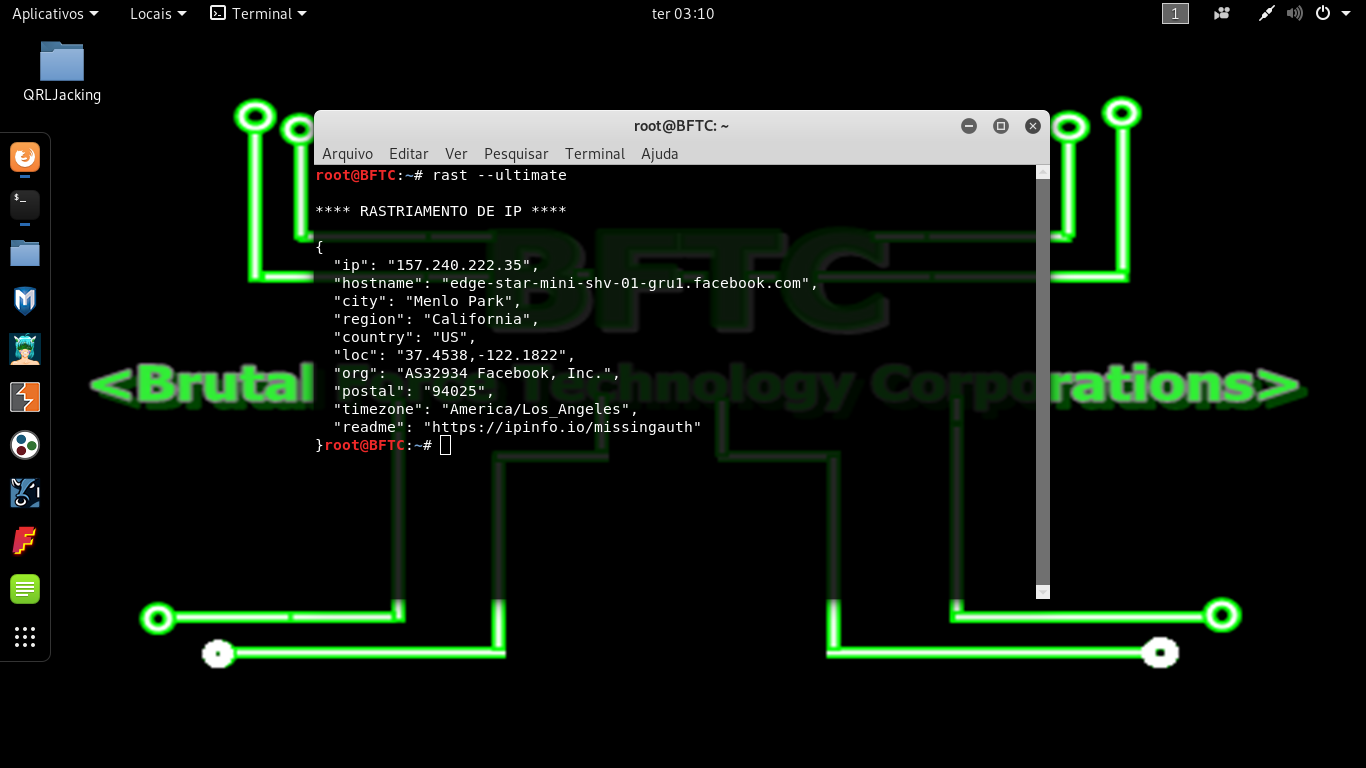 Aplicativos Locais Terminal ter 03:10 1
QRLJacking
root@BFTC: ~
Arquivo Editar Ver Pesquisar Terminal Ajuda
root@BFTC:~# rast --ultimate
**** RASTRIAMENTO DE IP ****
{
"ip": "157.240.222.35",
"hostname": "edge-star-mini-shv-01-gru1.facebook.com",
"city": "Menlo Park",
"region": "California",
"country": "US",
"loc": "37.4538,-122.1822",
"org": "AS32934 Facebook, Inc.",
"postal": "94025",
"timezone": "America/Los_Angeles",
"readme": "https://ipinfo.io/missingauth"
}root@BFTC:~#
BFTC
<Brutal Technology Corporations>